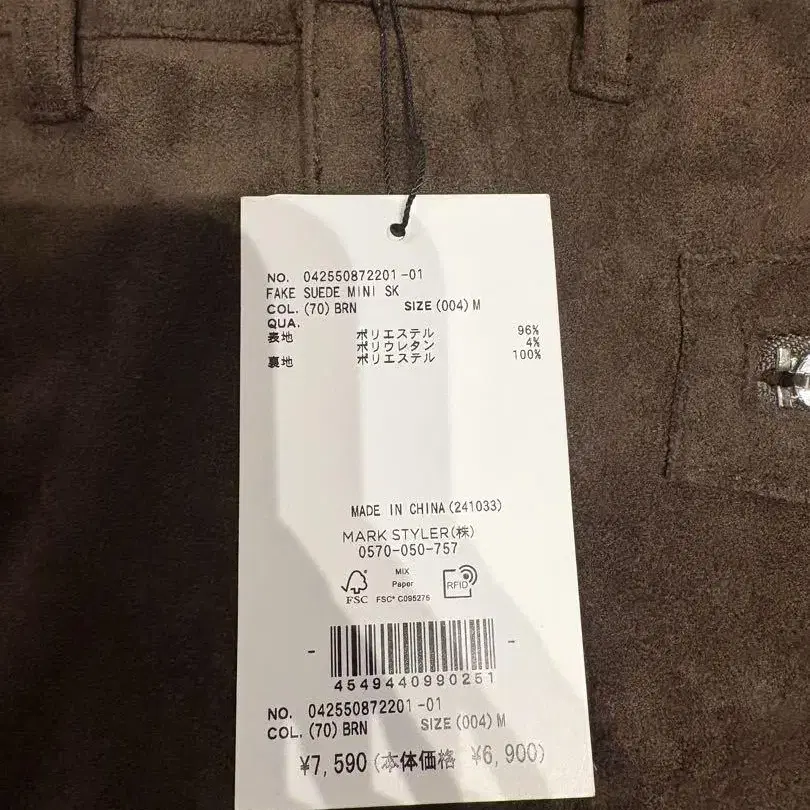 NO. 042550872201-01
FAKE SUEDE MINI SK
COL. (70) BRN SIZE (004) M
QUA.
表地 ポリエステル 96%
ポリウレタン 4%
裏地 ポリエステル 100%
MADE IN CHINA (241033)
MARK STYLER(株)
0570-050-757
FSC
MIX
Paper
FSC® C095275
RFID
4549440990251
NO. 042550872201-01
COL. (70) BRN SIZE (004) M
¥7,590 (本体価格 ¥6,900)